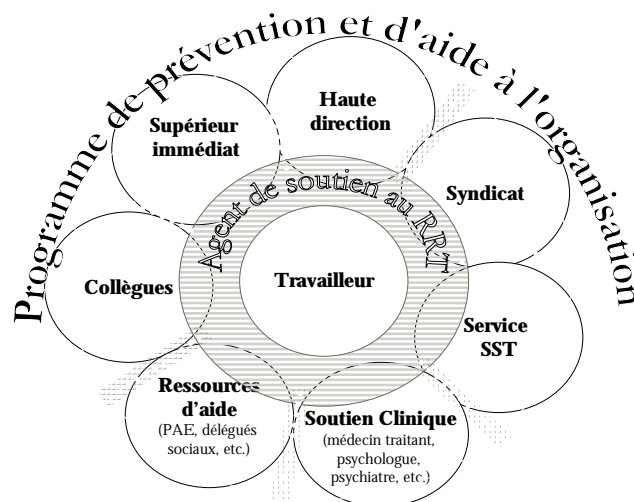 Programme de prévention et d'aide à l'organisation
Haute
direction
Supérieur
immédiat
Syndicat
Agent de soutien au RRT
Travailleur
Collègues
Service
SST
Ressources
d'aide
(PAE, délégués
sociaux, etc.)
Soutien Clinique
(médecin traitant,
psychologue,
psychiatre, etc.)